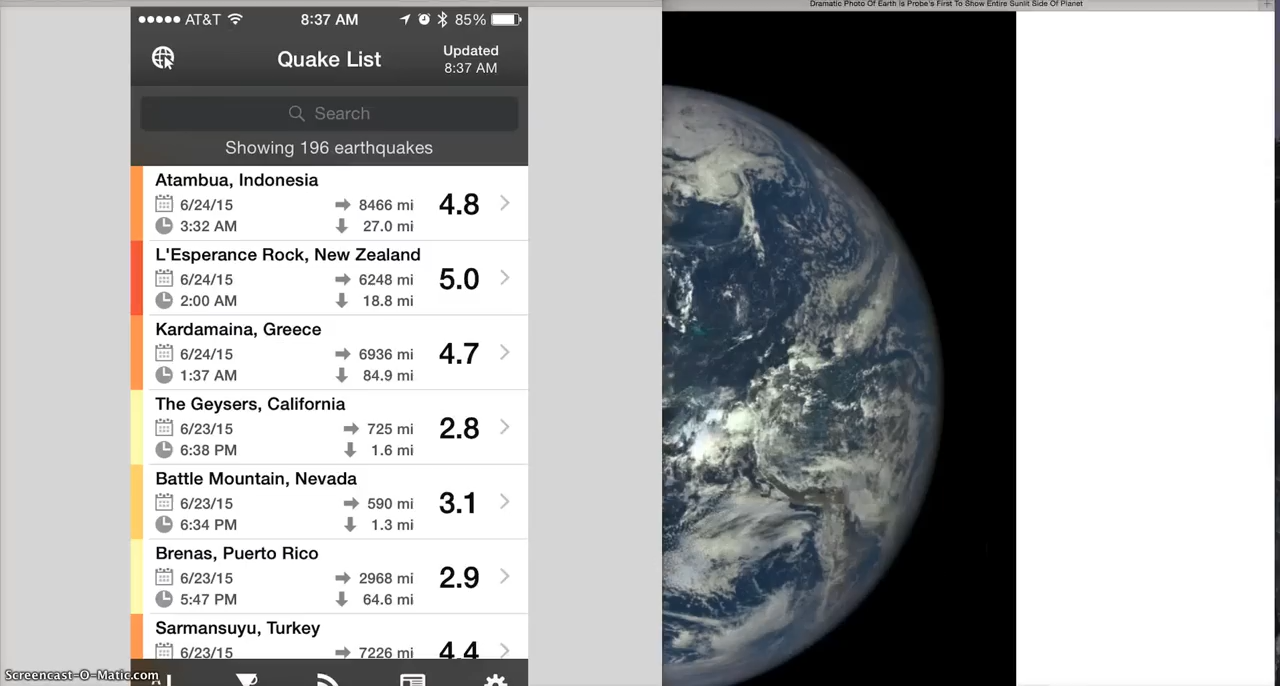 AT&T 8:37 AM 85%
Quake List
Updated
8:37 AM
Search
Showing 196 earthquakes
Atambua, Indonesia
6/24/15 8466 mi 4.8
3:32 AM 27.0 mi
L'Esperance Rock, New Zealand
6/24/15 6248 mi 5.0
2:00 AM 18.8 mi
Kardamaina, Greece
6/24/15 6936 mi 4.7
1:37 AM 84.9 mi
The Geysers, California
6/23/15 725 mi 2.8
6:38 PM 1.6 mi
Battle Mountain, Nevada
6/23/15 590 mi 3.1
6:34 PM 1.3 mi
Brenas, Puerto Rico
6/23/15 2968 mi 2.9
5:47 PM 64.6 mi
Sarmansuyu, Turkey
6/23/15 7226 mi 4.4
Screencast-O-Matic.com
Dramatic Photo Of Earth Is Probe's First To Show Entire Sunlit Side Of Planet